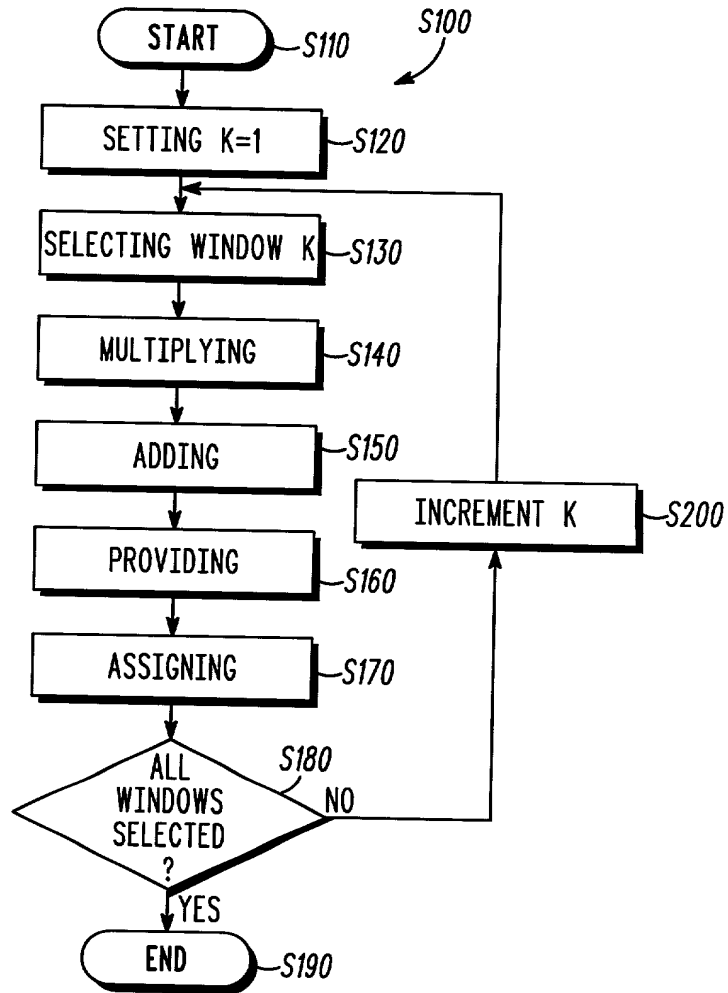 START
S110
S100
SETTING K=1
S120
SELECTING WINDOW K
S130
MULTIPLYING
S140
ADDING
S150
INCREMENT K
S200
PROVIDING
S160
ASSIGNING
S170
ALL
WINDOWS
SELECTED
?
S180
NO
YES
END
S190